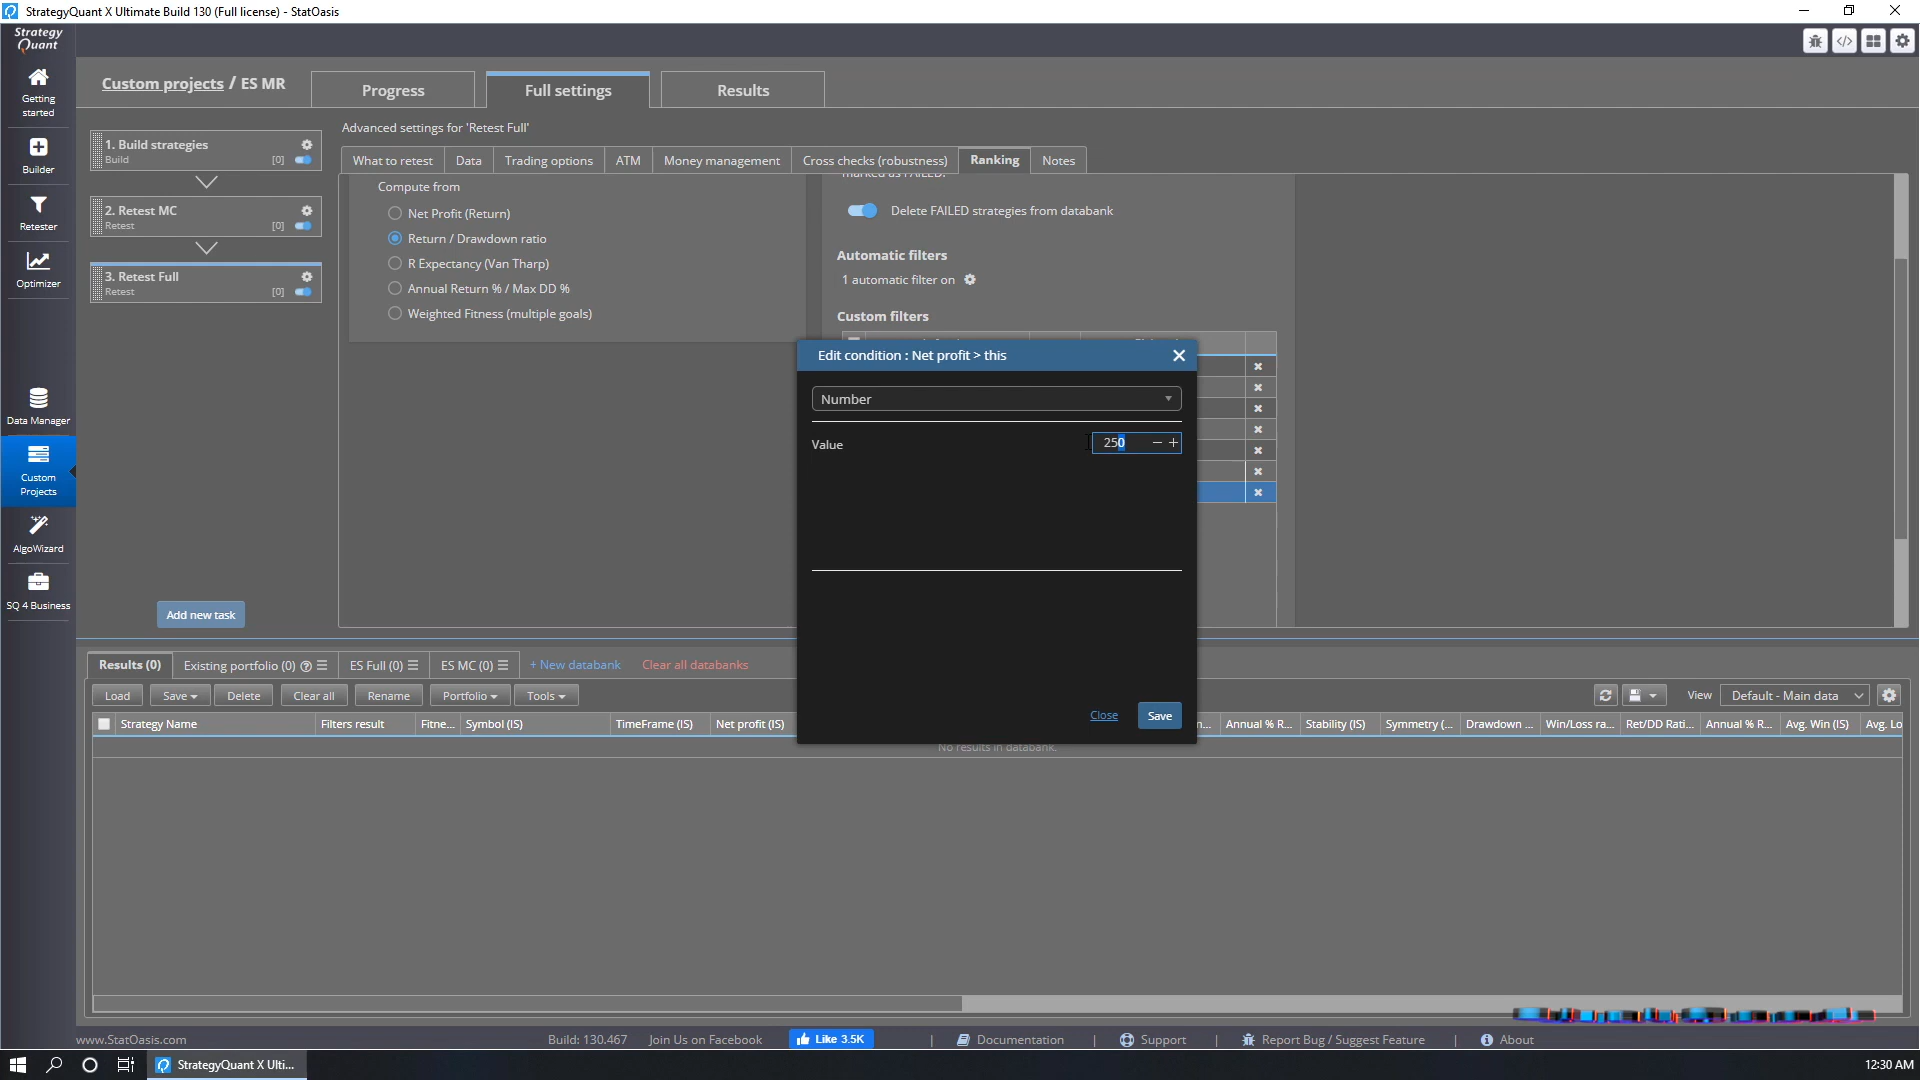 StrategyQuant X Ultimate Build 130 (Full license) - StatOasis
Strategy
Quant
Getting
started
Builder
Retester
Optimizer
Data Manager
Custom
Projects
AlgoWizard
SQ 4 Business
Custom projects / ES MR
Progress
Full settings
Results
1. Build strategies
Build [0]
2. Retest MC
Retest [0]
3. Retest Full
Retest [0]
Add new task
Advanced settings for 'Retest Full'
What to retest Data Trading options ATM Money management Cross checks (robustness) Ranking Notes
Compute from
Net Profit (Return)
Return / Drawdown ratio
R Expectancy (Van Tharp)
Annual Return % / Max DD %
Weighted Fitness (multiple goals)
marked as FAILED.
Delete FAILED strategies from databank
Automatic filters
1 automatic filter on
Custom filters
Edit condition : Net profit > this
Number
Value 250
Close Save
Results (0) Existing portfolio (0) ES Full (0) ES MC (0) + New databank Clear all databanks
Load Save Delete Clear all Rename Portfolio Tools View Default - Main data
Strategy Name Filters result Fitne... Symbol (IS) TimeFrame (IS) Net profit (IS) n... Annual % R... Stability (IS) Symmetry (... Drawdown ... Win/Loss ra... Ret/DD Rati... Annual % R... Avg. Win (IS) Avg. Lo
No results in databank.
www.StatOasis.com Build: 130.467 Join Us on Facebook Like 3.5K | Documentation | Support | Report Bug / Suggest Feature | About
StrategyQuant X Ulti... 12:30 AM